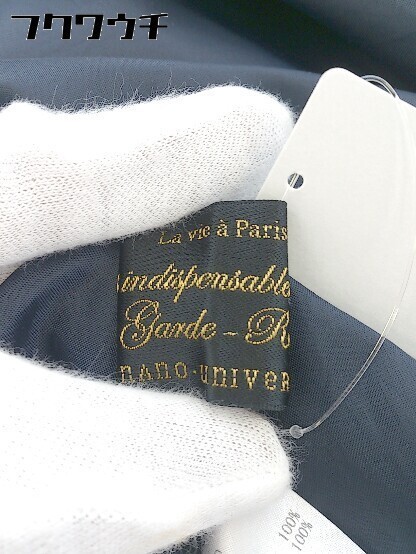 フクワウチ
La vie à Paris
indispensable
Garde-R
nano·univer
100%
100%